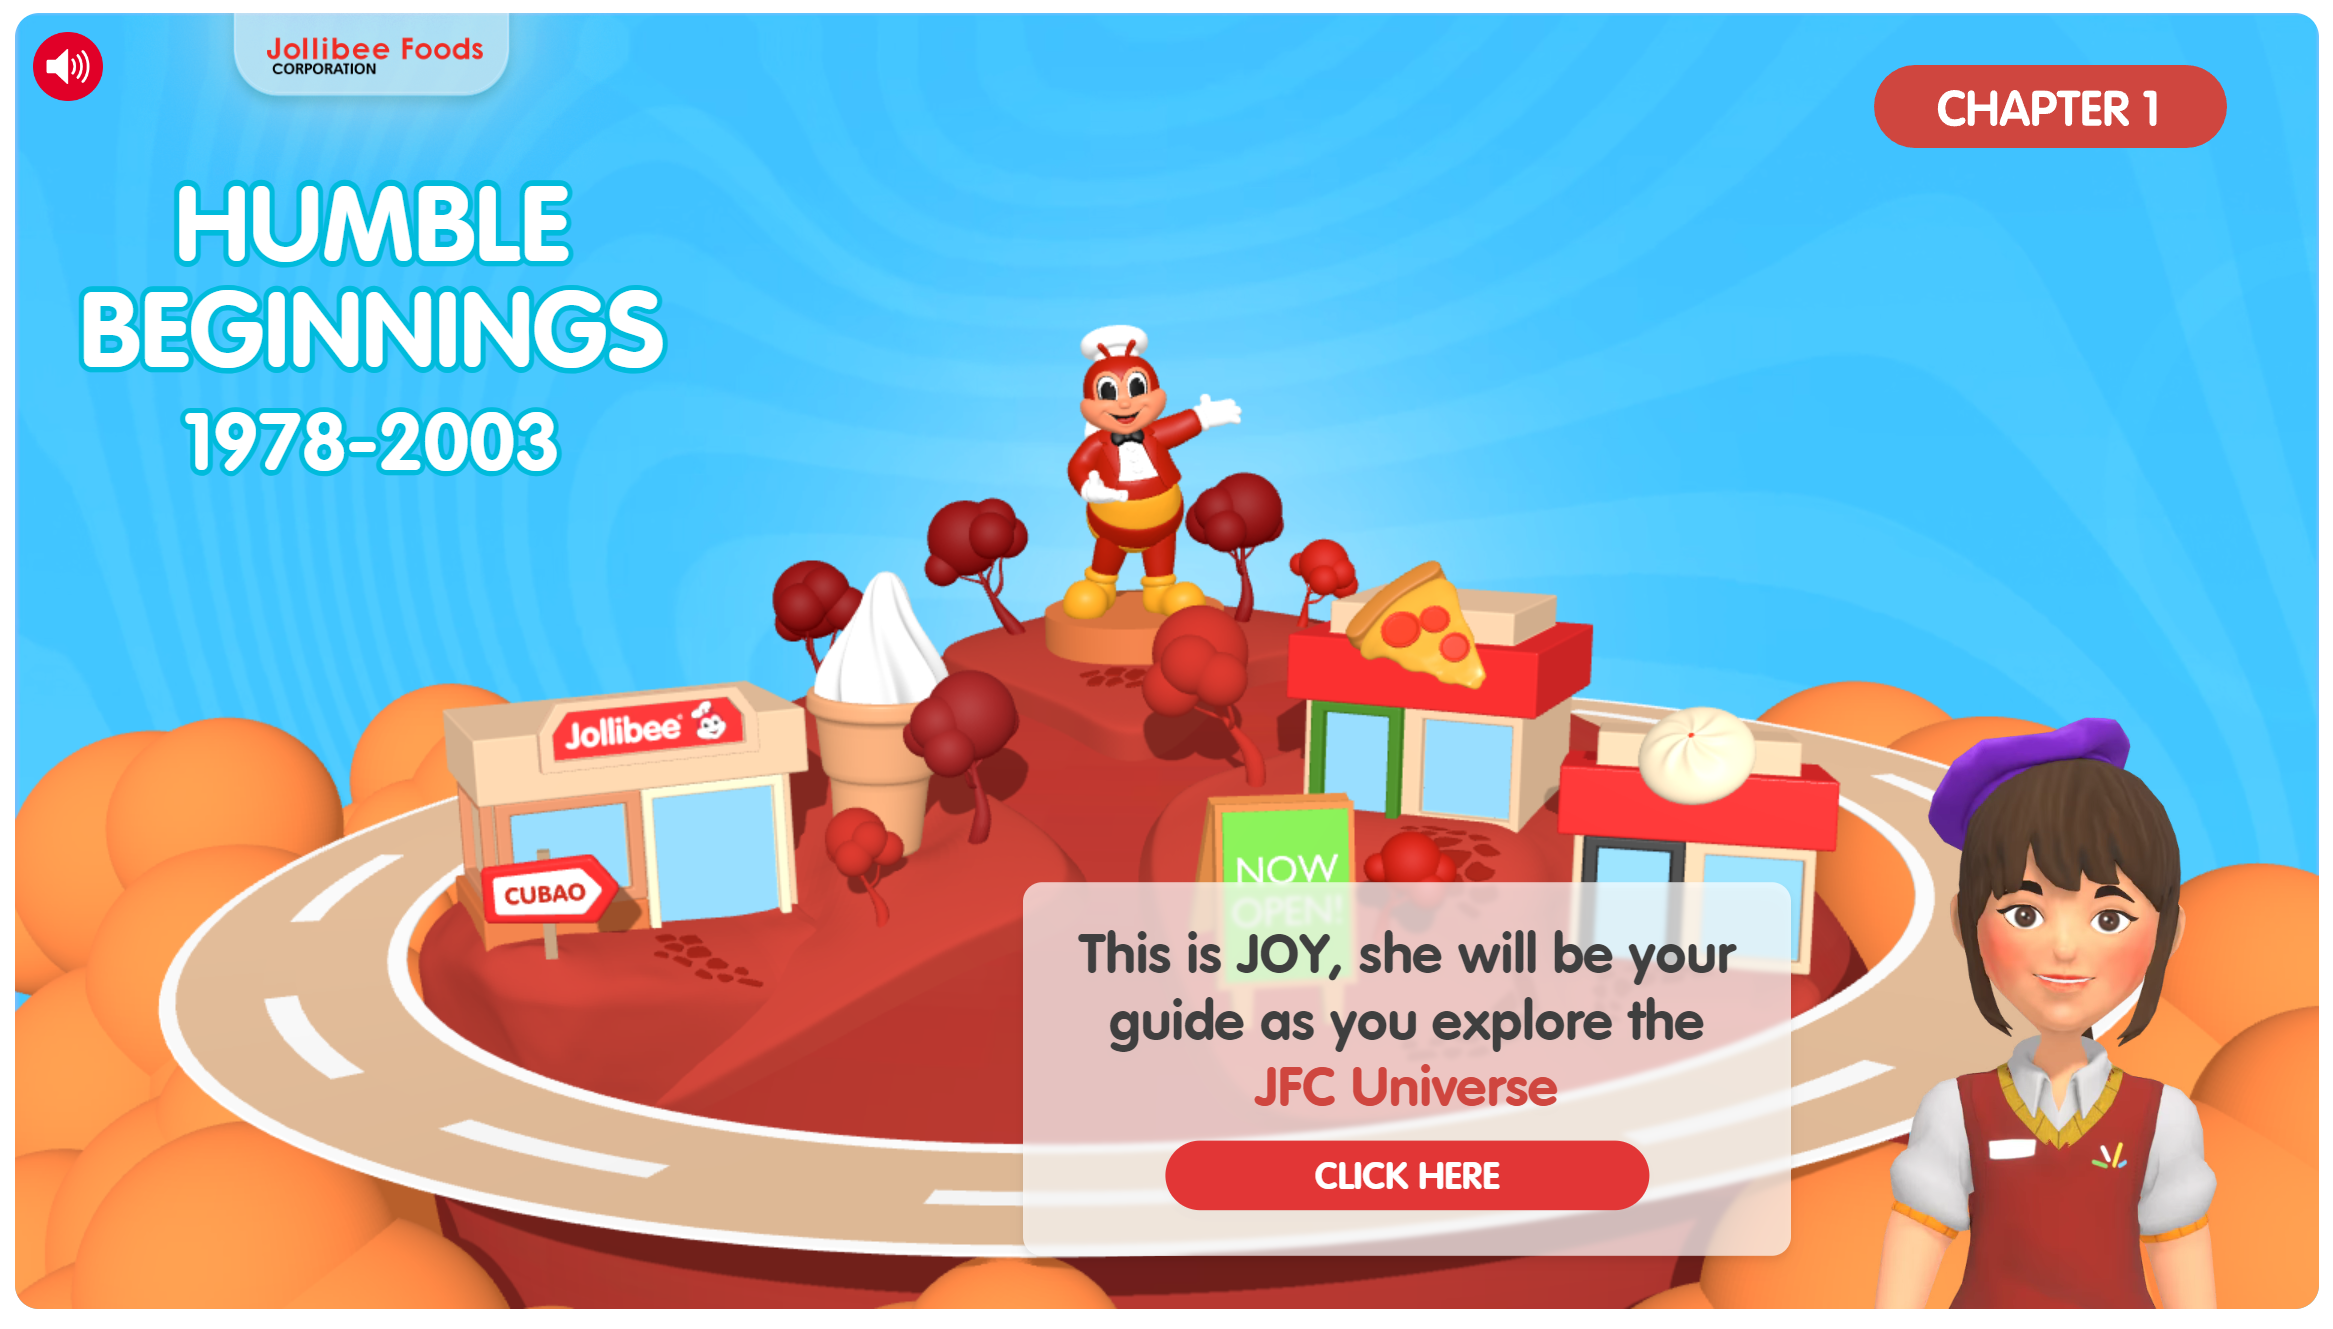 Jollibee Foods
CORPORATION
CHAPTER 1
HUMBLE
BEGINNINGS
1978-2003
Jollibee
CUBAO
NOW
OPEN!
This is JOY, she will be your
guide as you explore the
JFC Universe
CLICK HERE